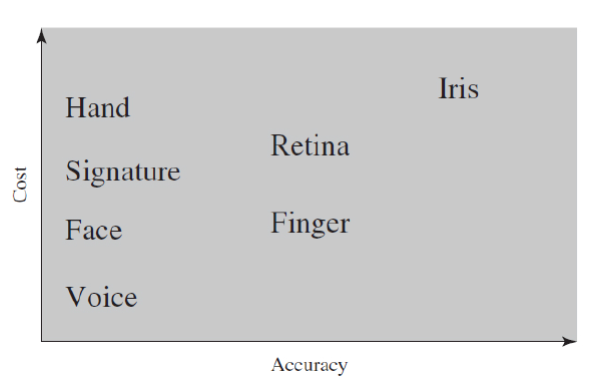 Iris
Hand
Retina
Signature
Finger
Face
Voice
Cost
Accuracy